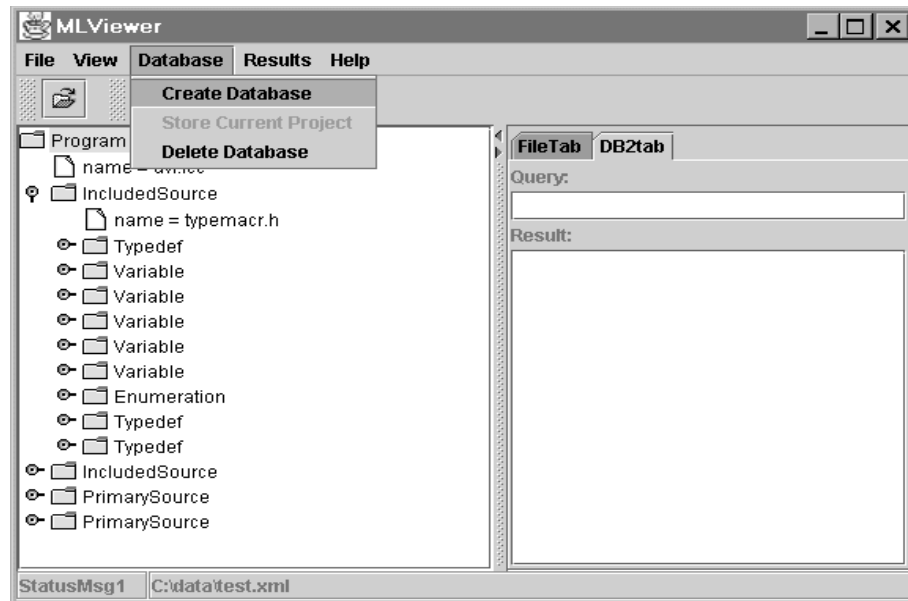 MLViewer
File View Database Results Help
Create Database
Store Current Project
Delete Database
Program
name =
IncludedSource
name = typemacr.h
Typedef
Variable
Variable
Variable
Variable
Variable
Enumeration
Typedef
Typedef
IncludedSource
PrimarySource
PrimarySource
FileTab DB2tab
Query:
Result:
StatusMsg1 C:\data\test.xml